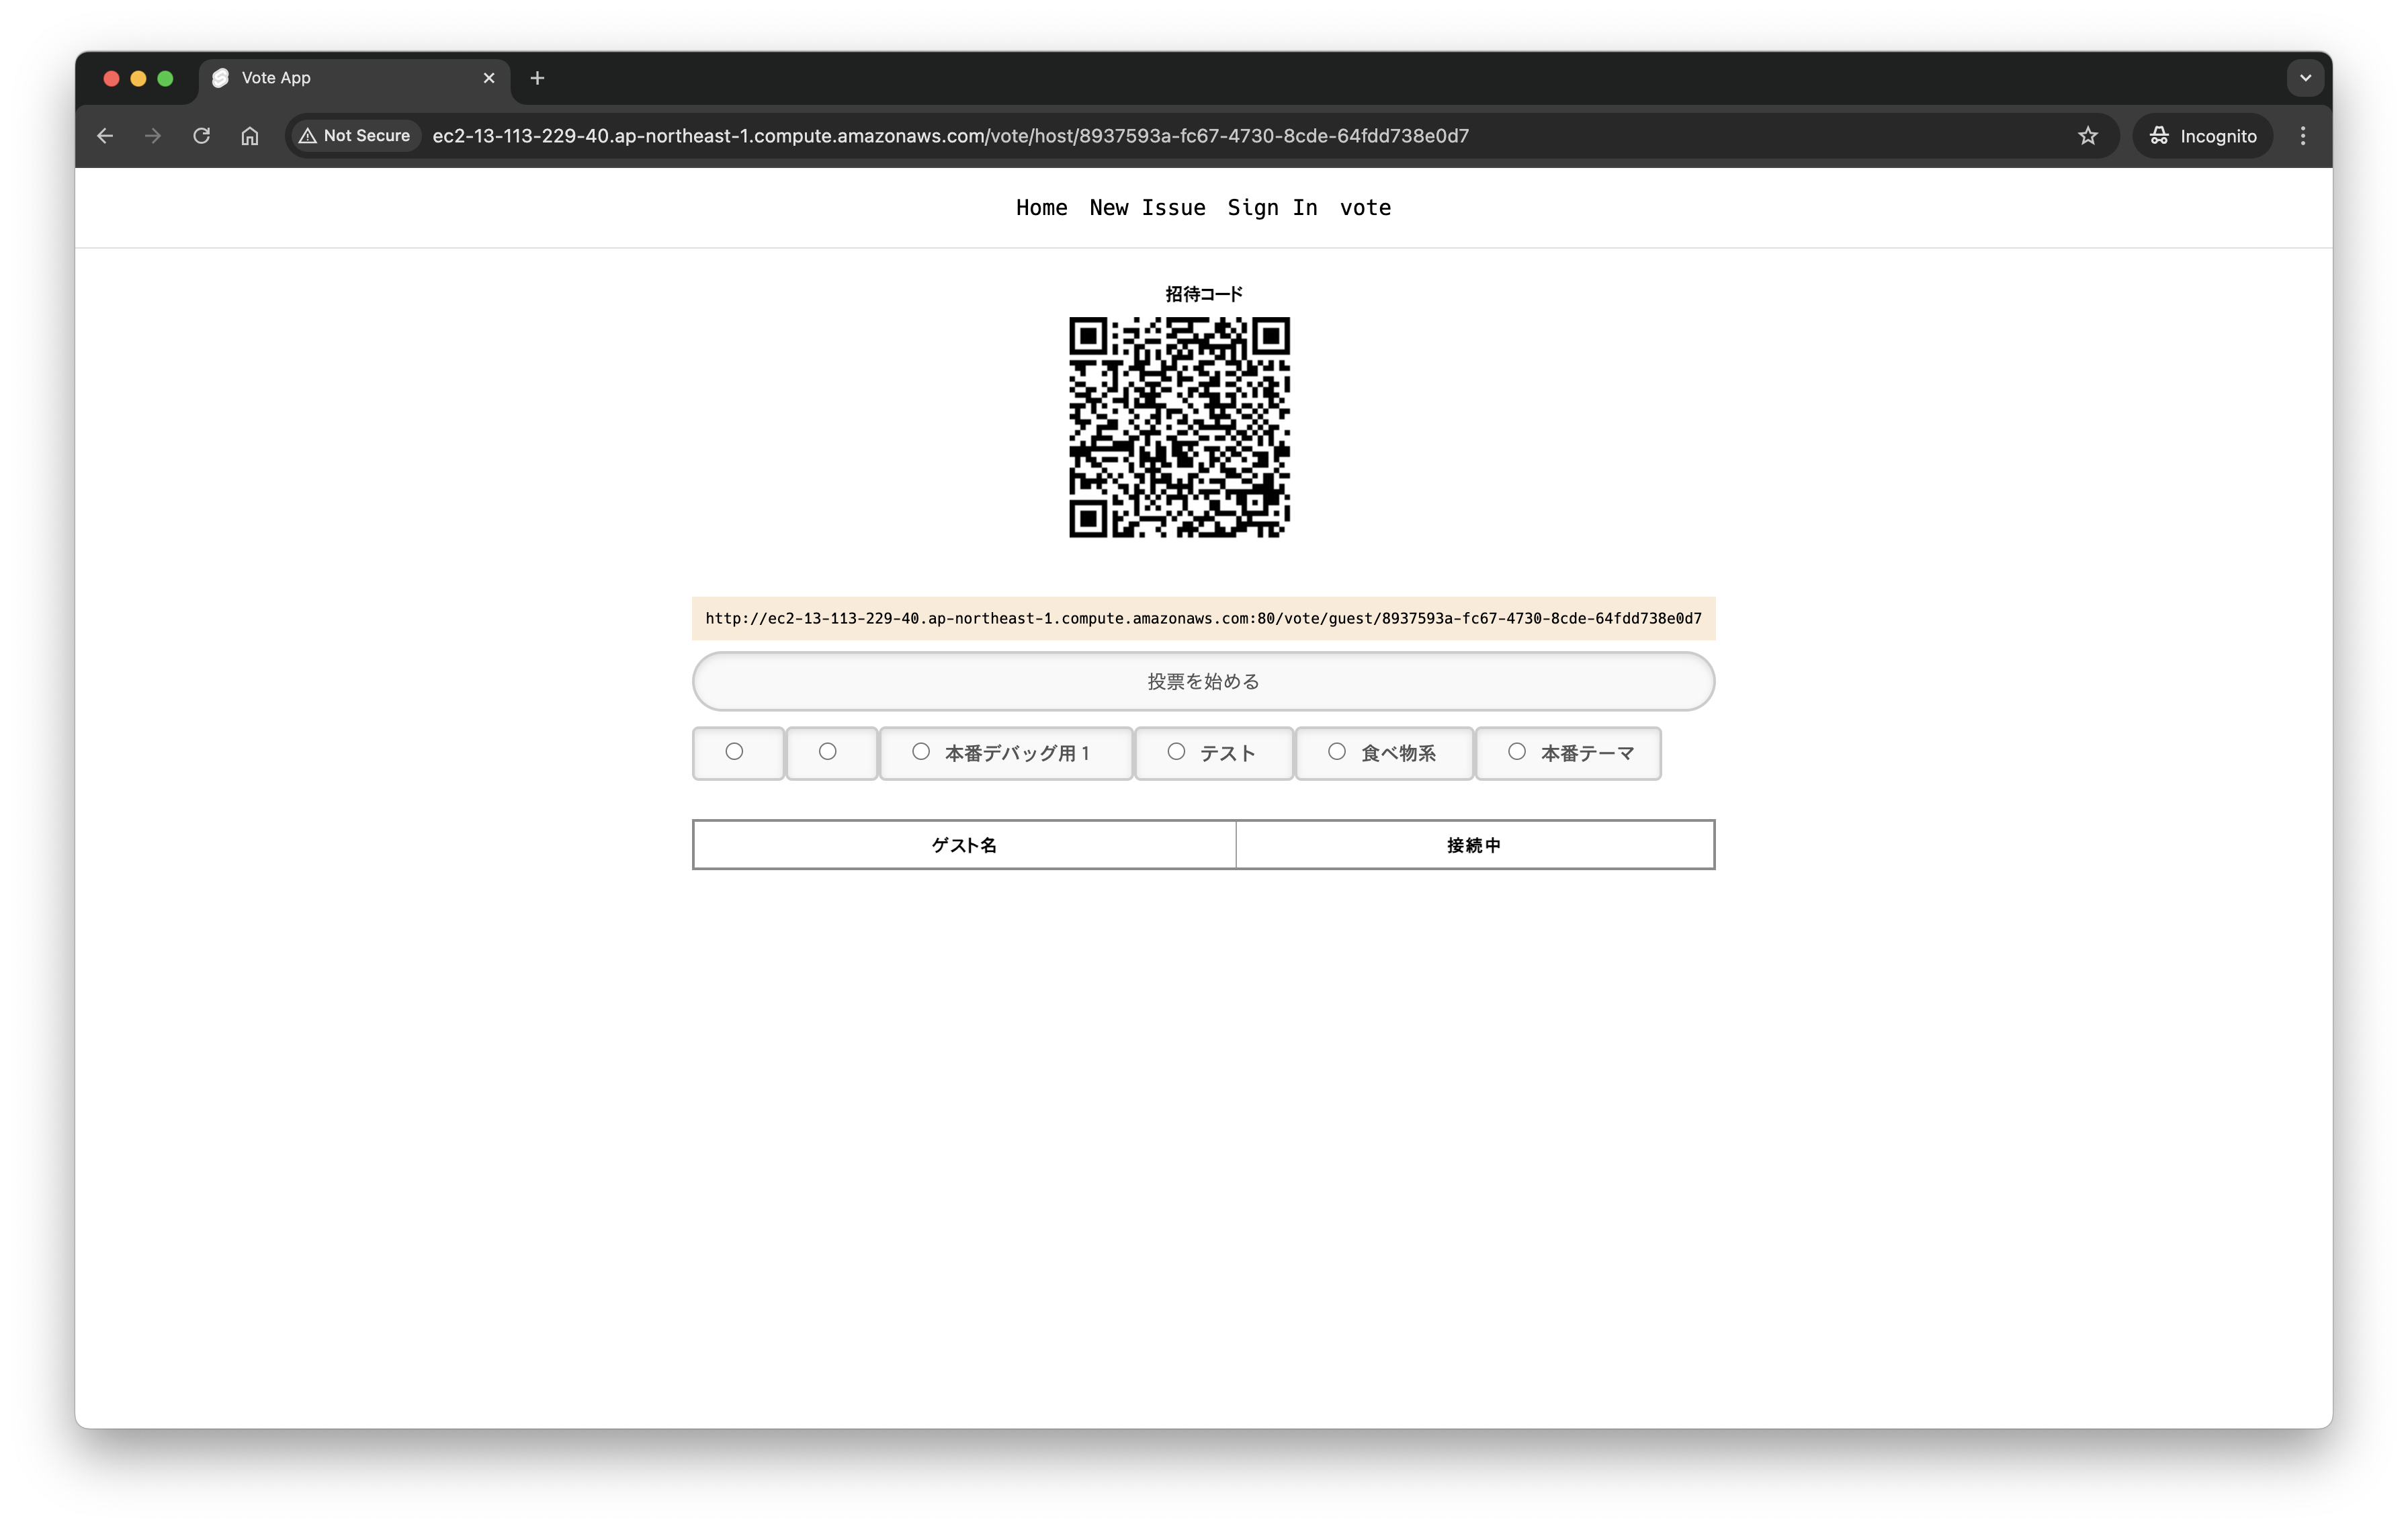 Vote App
Not Secure ec2-13-113-229-40.ap-northeast-1.compute.amazonaws.com/vote/host/8937593a-fc67-4730-8cde-64fdd738e0d7 Incognito
Home New Issue Sign In vote
招待コード
http://ec2-13-113-229-40.ap-northeast-1.compute.amazonaws.com:80/vote/guest/8937593a-fc67-4730-8cde-64fdd738e0d7
投票を始める
本番デバッグ用1 テスト 食べ物系 本番テーマ
ゲスト名 接続中